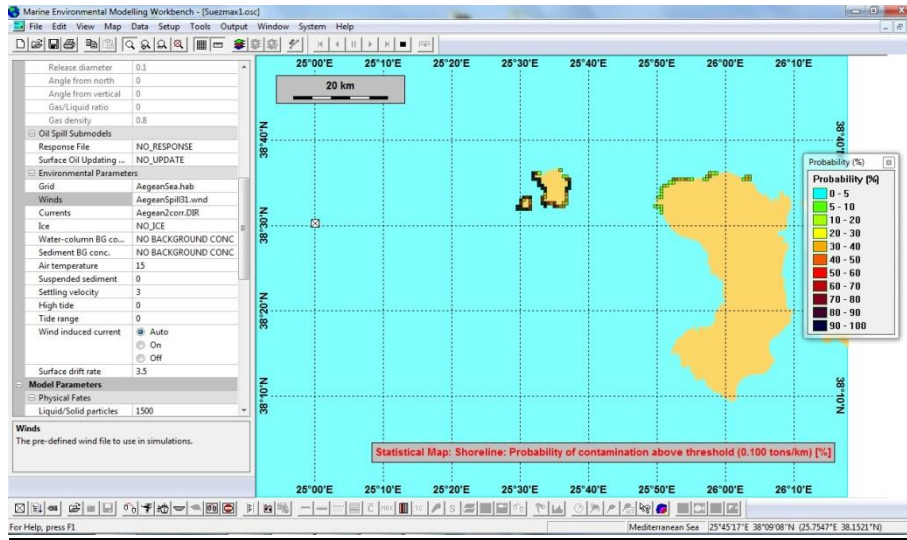 Marine Environmental Modelling Workbench - [Suezmax1.osc]
File Edit View Map Data Setup Tools Output Window System Help
Release diameter 0.1
Angle from north 0
Angle from vertical 0
Gas/Liquid ratio 0
Gas density 0.8
Oil Spill Submodels
Response File NO_RESPONSE
Surface Oil Updating ... NO_UPDATE
Environmental Parameters
Grid AegeanSea.hab
Winds AegeanSpill31.wnd
Currents Aegean2corr.DIR
Ice NO_ICE
Water-column BG co... NO BACKGROUND CONC
Sediment BG conc. NO BACKGROUND CONC
Air temperature 15
Suspended sediment 0
Settling velocity 3
High tide 0
Tide range 0
Wind induced current Auto
On
Off
Surface drift rate 3.5
Model Parameters
Physical Fates
Liquid/Solid particles 1500
Winds
The pre-defined wind file to use in simulations.
25°00'E 25°10'E 25°20'E 25°30'E 25°40'E 25°50'E 26°00'E 26°10'E
20 km
38°40'N 38°40'N
38°30'N
38°20'N
38°10'N 38°10'N
Probability (%)
Probability (%)
0 - 5
5 - 10
10 - 20
20 - 30
30 - 40
40 - 50
50 - 60
60 - 70
70 - 80
80 - 90
90 - 100
Statistical Map: Shoreline: Probability of contamination above threshold (0.100 tons/km) [%]
25°00'E 25°10'E 25°20'E 25°30'E 25°40'E 25°50'E 26°00'E 26°10'E
For Help, press F1
Mediterranean Sea 25°45'17"E 38°09'08"N (25.7547°E 38.1521°N)